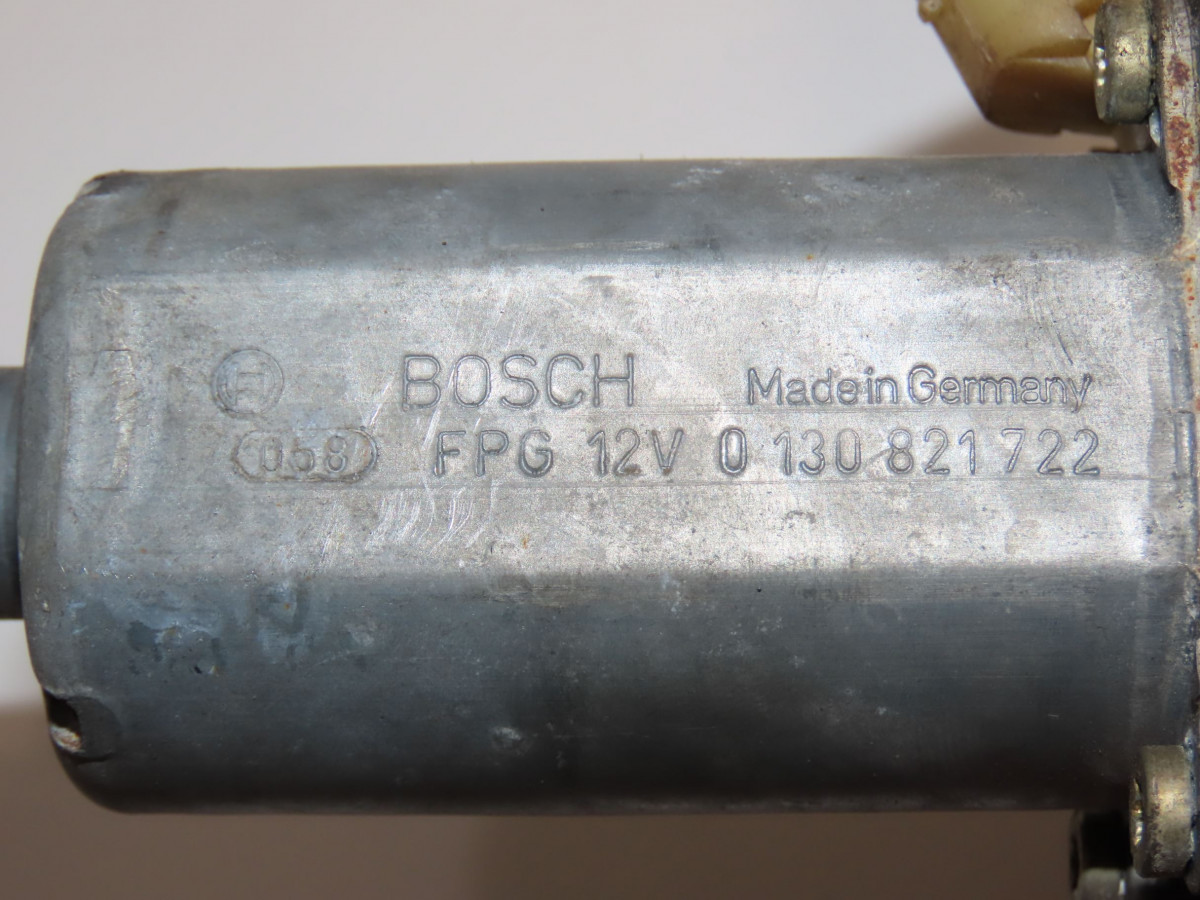 BOSCH Made in Germany
058 FPG 12V 0 130 821 722